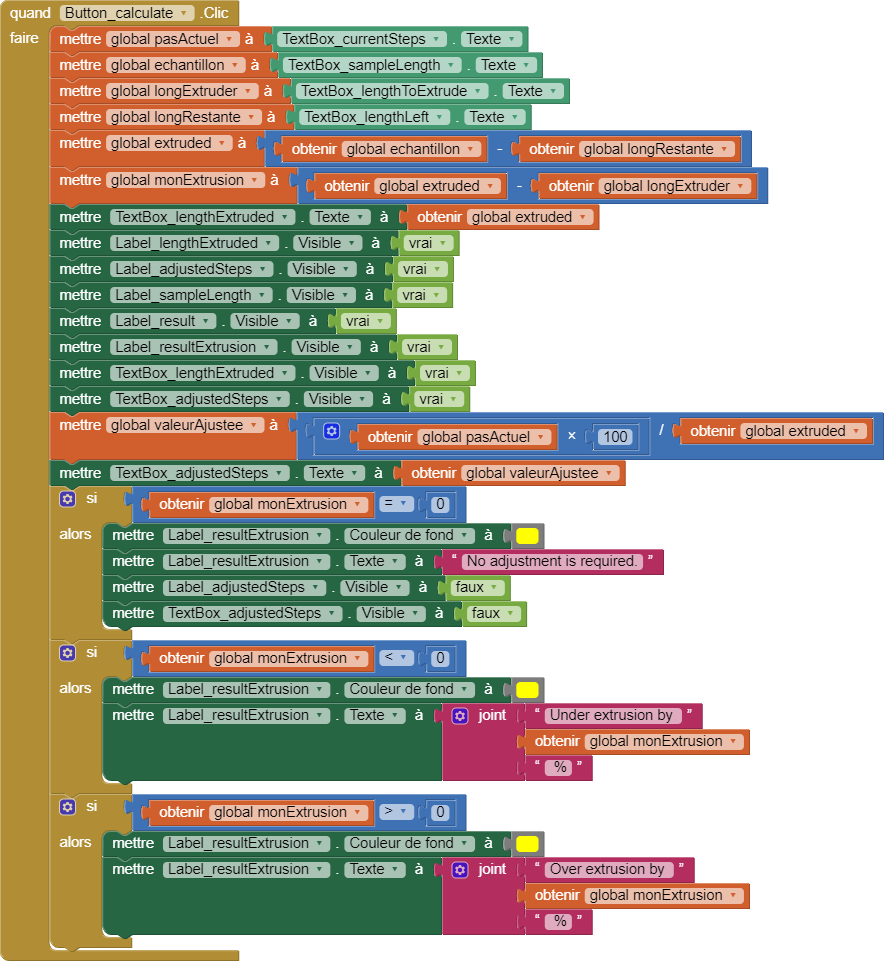 quand Button_calculate .Clic
faire mettre global pasActuel à TextBox_currentSteps . Texte
mettre global echantillon à TextBox_sampleLength . Texte
mettre global longExtruder à TextBox_lengthToExtrude . Texte
mettre global longRestante à TextBox_lengthLeft . Texte
mettre global extruded à obtenir global echantillon - obtenir global longRestante
mettre global monExtrusion à obtenir global extruded - obtenir global longExtruder
mettre TextBox_lengthExtruded . Texte à obtenir global extruded
mettre Label_lengthExtruded . Visible à vrai
mettre Label_adjustedSteps . Visible à vrai
mettre Label_sampleLength . Visible à vrai
mettre Label_result . Visible à vrai
mettre Label_resultExtrusion . Visible à vrai
mettre TextBox_lengthExtruded . Visible à vrai
mettre TextBox_adjustedSteps . Visible à vrai
mettre global valeurAjustee à obtenir global pasActuel × 100 / obtenir global extruded
mettre TextBox_adjustedSteps . Texte à obtenir global valeurAjustee
si obtenir global monExtrusion = 0
alors mettre Label_resultExtrusion . Couleur de fond à
mettre Label_resultExtrusion . Texte à “ No adjustment is required. ”
mettre Label_adjustedSteps . Visible à faux
mettre TextBox_adjustedSteps . Visible à faux
si obtenir global monExtrusion < 0
alors mettre Label_resultExtrusion . Couleur de fond à
mettre Label_resultExtrusion . Texte à joint “ Under extrusion by ”
obtenir global monExtrusion
“ % ”
si obtenir global monExtrusion > 0
alors mettre Label_resultExtrusion . Couleur de fond à
mettre Label_resultExtrusion . Texte à joint “ Over extrusion by ”
obtenir global monExtrusion
“ % ”